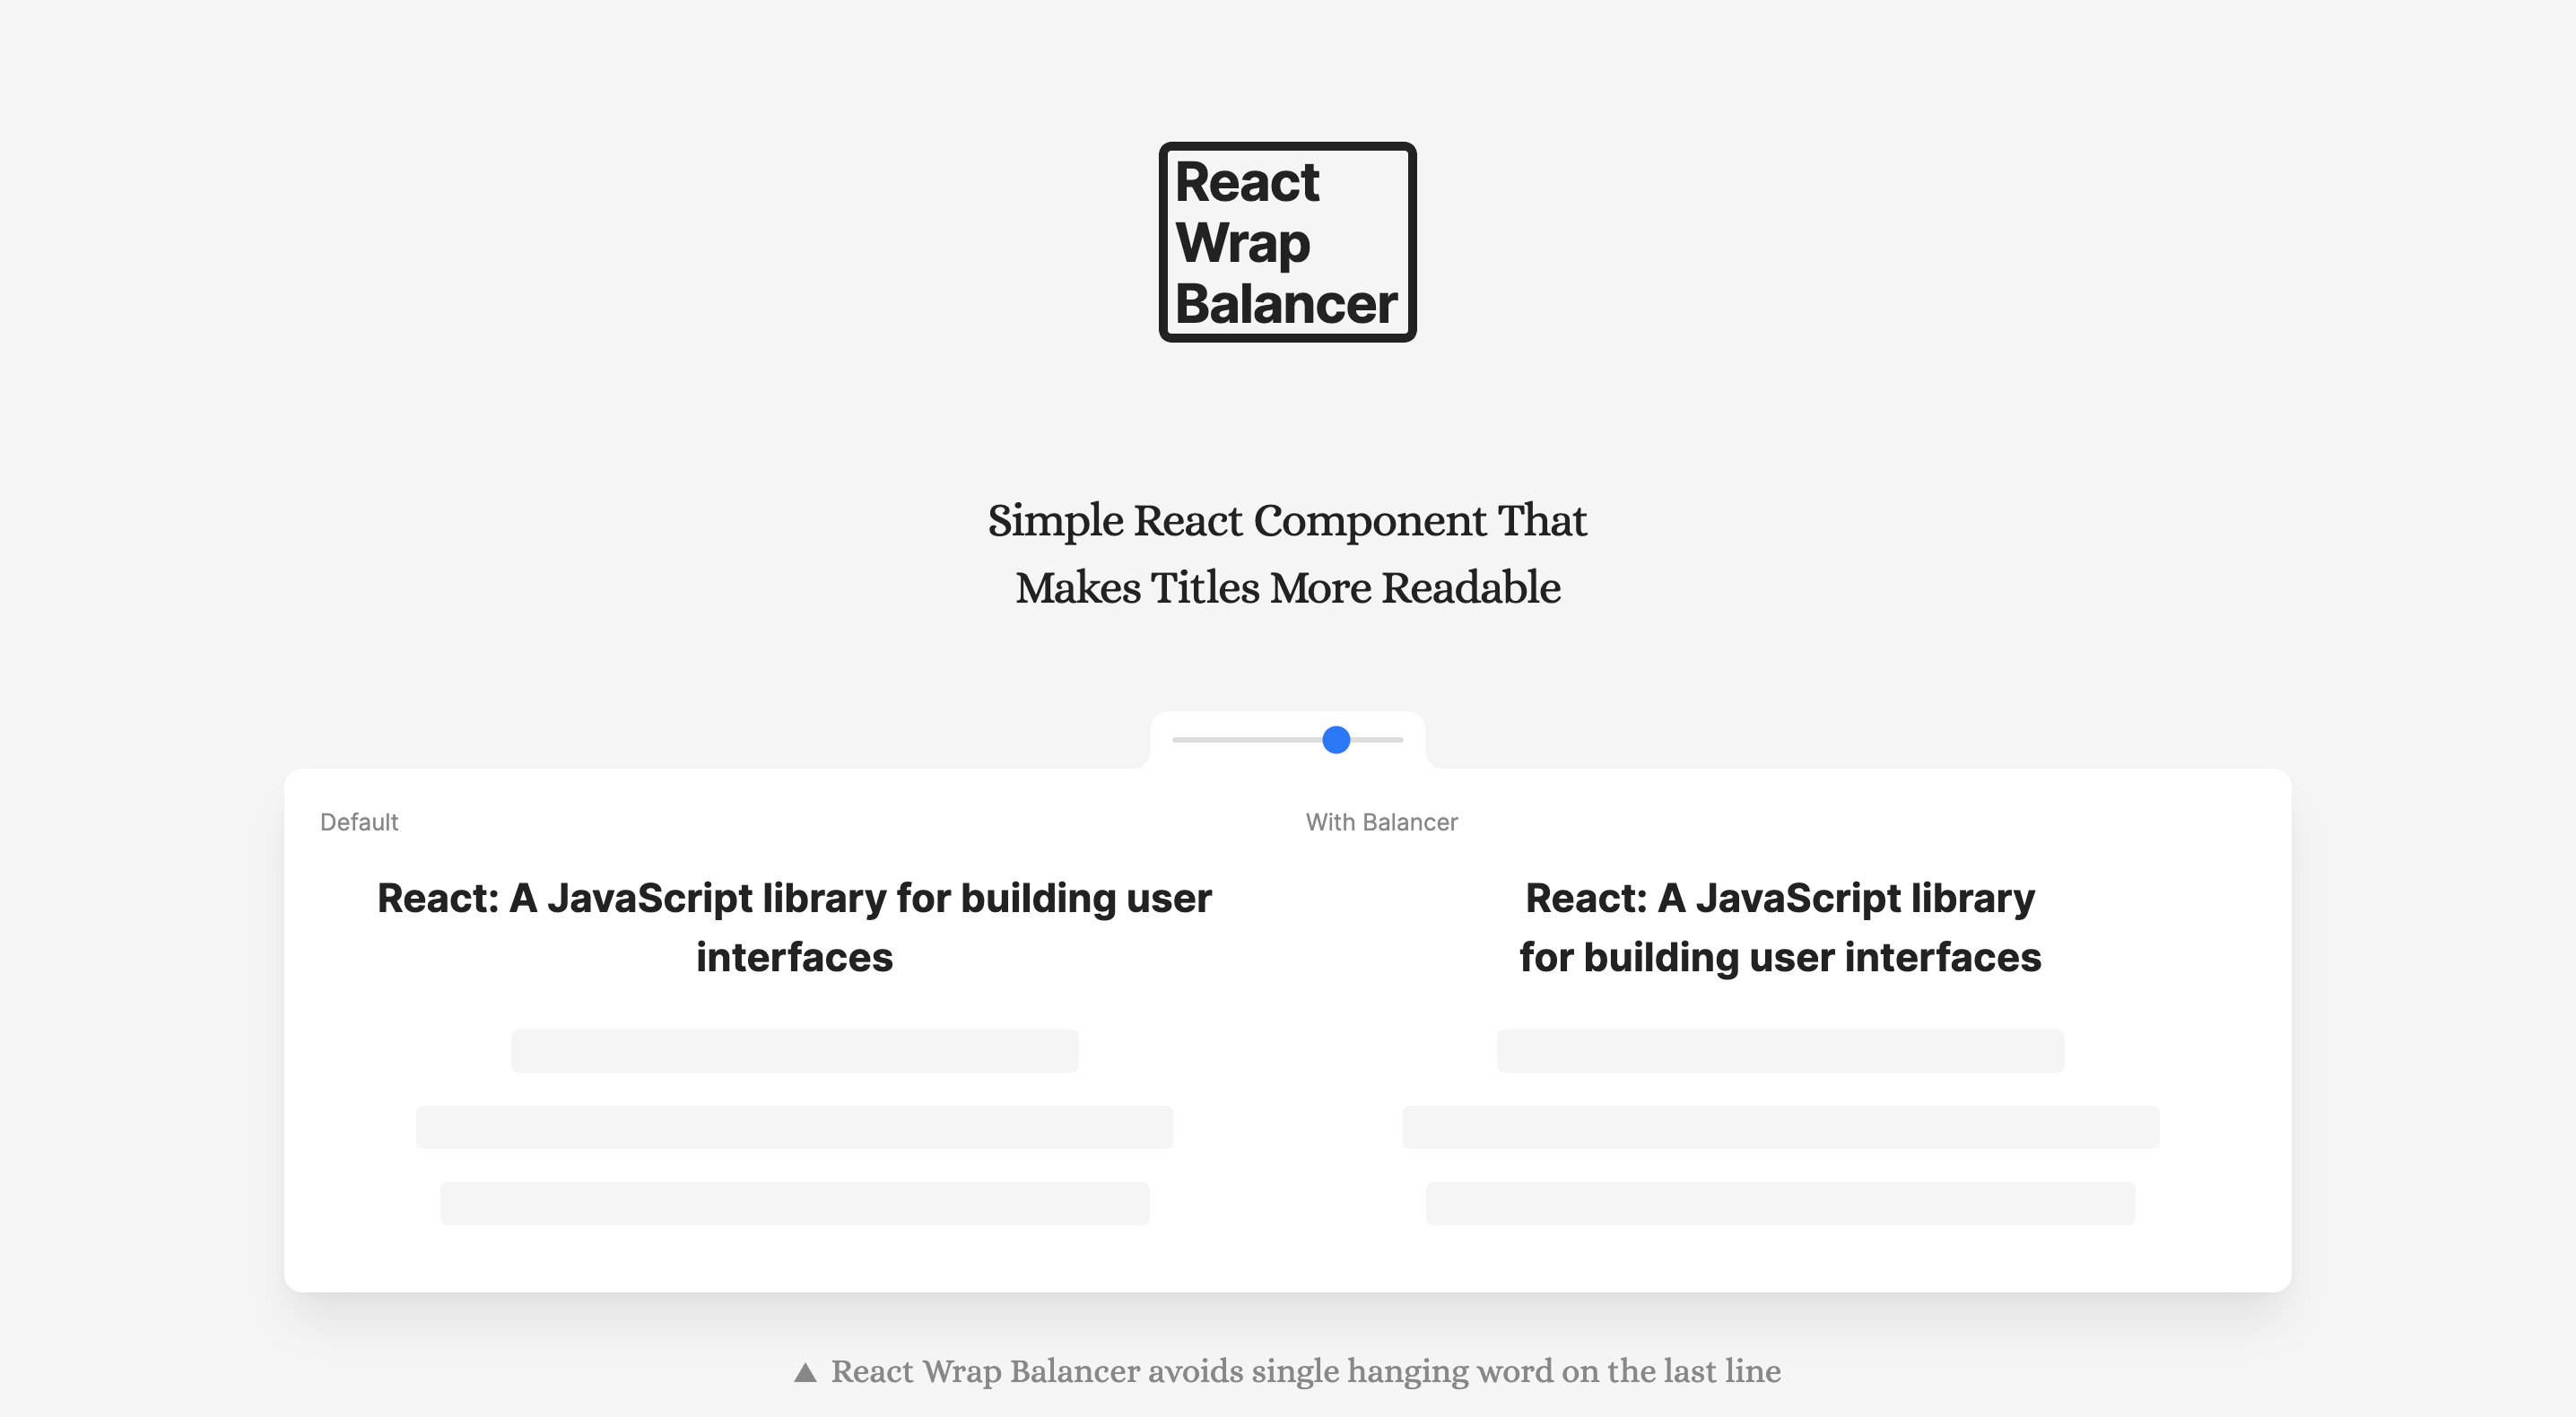 React
Wrap
Balancer
Simple React Component That
Makes Titles More Readable
Default
React: A JavaScript library for building user
interfaces
With Balancer
React: A JavaScript library
for building user interfaces
▲ React Wrap Balancer avoids single hanging word on the last line